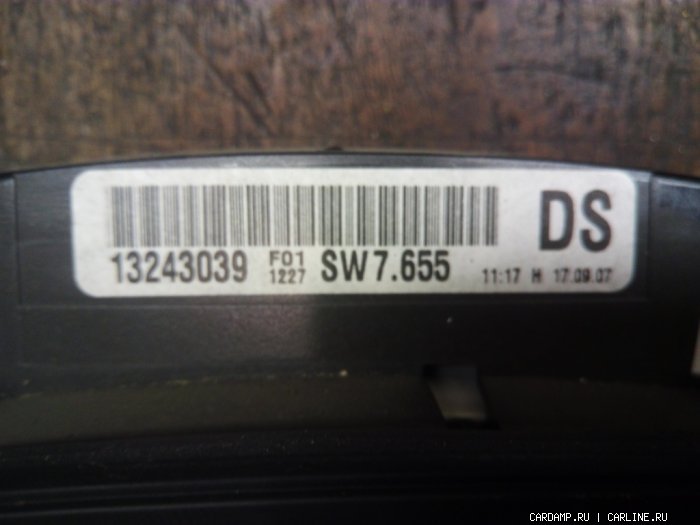 DS
13243039 F01 1227 SW7.655 11:17 H 17.09.07
CARDAMP.RU | CARLINE.RU